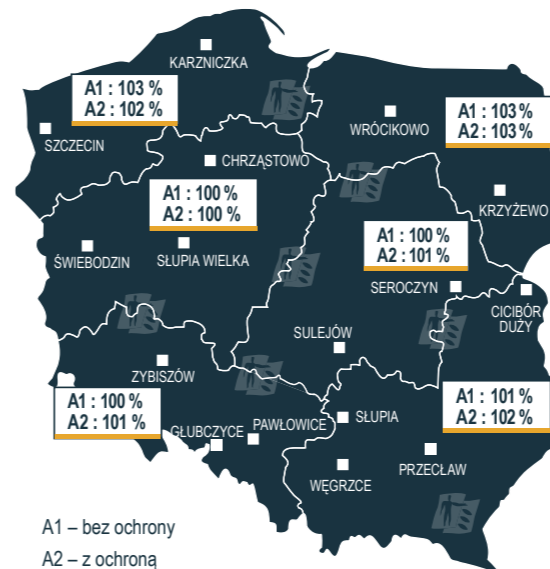 KARZNICZKA
A1 : 103 %
A2 : 102 %
SZCZECIN
WRÓCIKOWO
A1 : 103 %
A2 : 103 %
CHRZĄSTOWO
KRZYŻEWO
A1 : 100 %
A2 : 100 %
ŚWIEBODZIN
SŁUPIA WIELKA
A1 : 100 %
A2 : 101 %
SEROCZYN
CICIBÓR
DUŻY
SULEJÓW
ZYBISZÓW
A1 : 100 %
A2 : 101 %
GŁUBCZYCE
PAWŁOWICE
SŁUPIA
A1 : 101 %
A2 : 102 %
WĘGRZCE
PRZECŁAW
A1 – bez ochrony
A2 – z ochroną